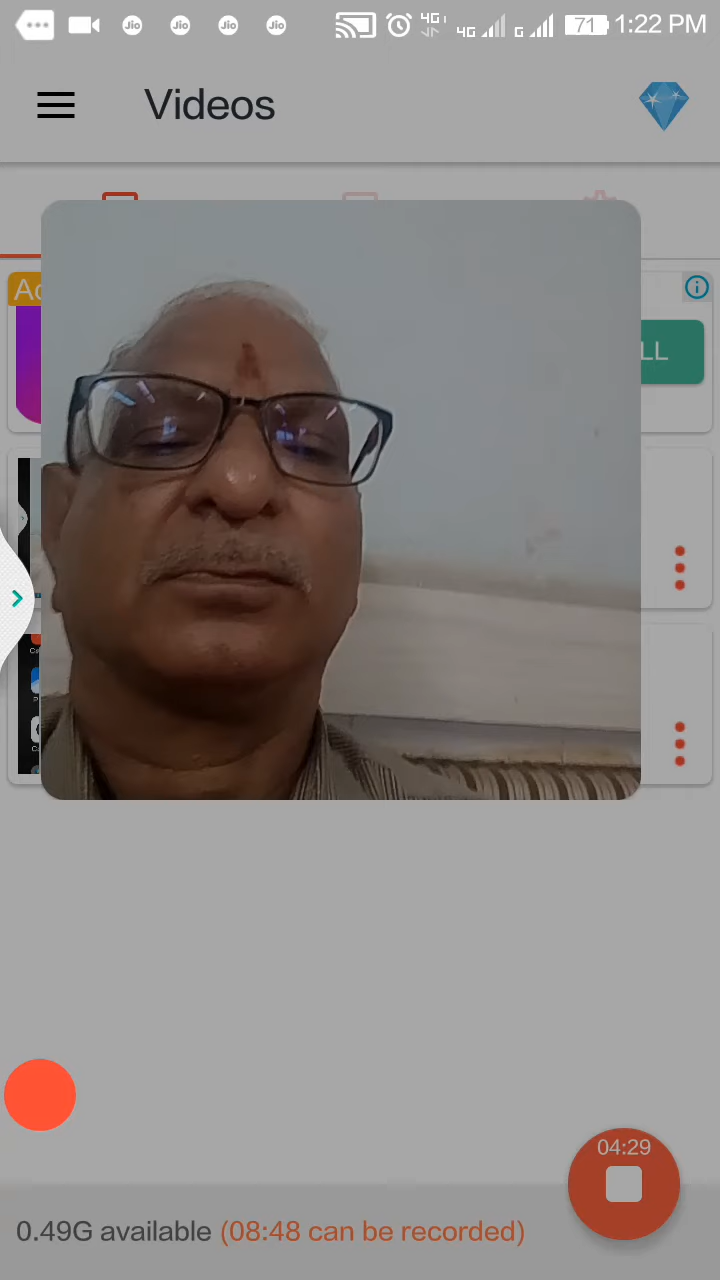 Jio Jio Jio Jio 4G 4G G 71 1:22 PM
Videos
LL
04:29
0.49G available (08:48 can be recorded)